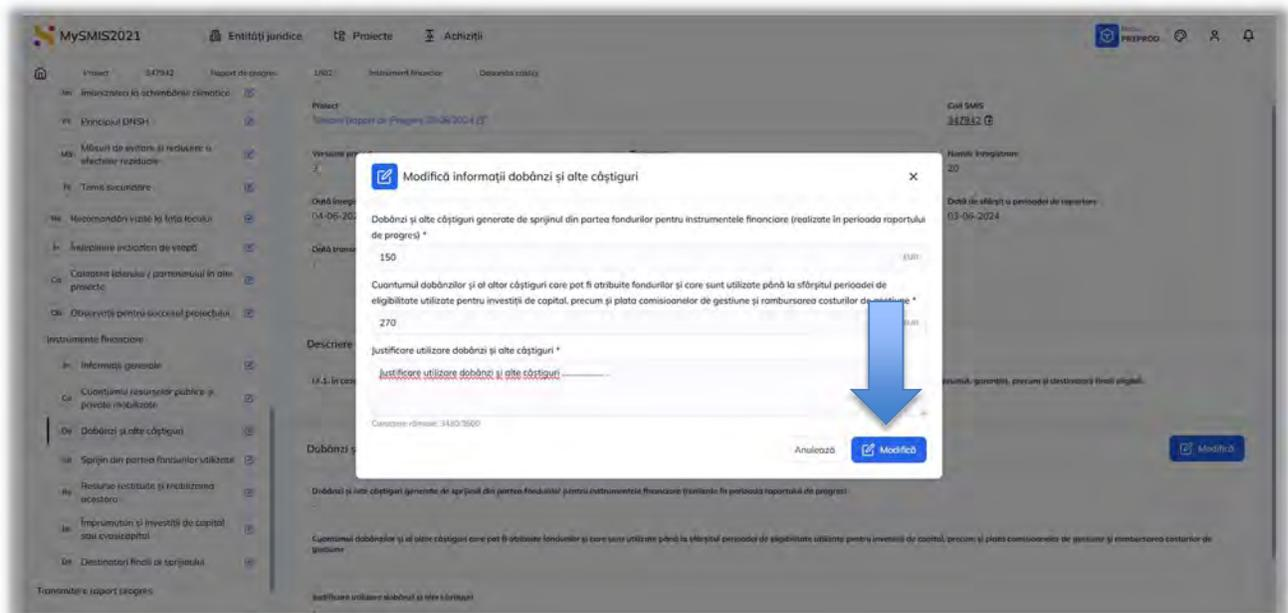 MySMIS2021
Entități juridice
Proiecte
Achiziții
PREPROD
Proiect
347942
Raport de progres
Instrument financiar
Imunizarea la schimbările climatice
Principiul DNSH
Măsuri de evitare și reducere a
efectelor reziduale
Teme secundare
Recomandări vizite la fața locului
Îndeplinire indicatori de etapă
Calitatea liderului / partenerului în alte
proiecte
Observații pentru succesul proiectului
Instrumente financiare
Informații generale
Cuantumul resurselor publice și
private mobilizate
Dobânzi și alte câștiguri
Sprijin din partea fondurilor utilizate
Resurse restituite și reutilizarea
acestora
Împrumuturi și investiții de capital
sau cvasicapital
Destinatari finali ai sprijinului
Transmitere raport progres
Proiect
Cod SMIS
347942
Număr înregistrare
20
04-06-202
Dată de sfârșit a perioadei de raportare
03-06-2024
Descriere
Modifică informații dobânzi și alte câștiguri
Dobânzi și alte câștiguri generate de sprijinul din partea fondurilor pentru instrumentele financiare (realizate în perioada raportului
de progres) *
150
EUR
Cuantumul dobânzilor și al altor câștiguri care pot fi atribuite fondurilor și care sunt utilizate până la sfârșitul perioadei de
eligibilitate utilizate pentru investiții de capital, precum și plata comisioanelor de gestiune și rambursarea costurilor de gestiune *
270
Justificare utilizare dobânzi și alte câștiguri *
Justificare utilizare dobânzi și alte câștiguri ...................
Caractere rămase: 3430/3500
Anulează
Modifică
Dobânzi ș
Modifică
Dobânzi și alte câștiguri generate de sprijinul din partea fondurilor pentru instrumentele financiare (realizate în perioada raportului de progres)
Cuantumul dobânzilor și al altor câștiguri care pot fi atribuite fondurilor și care sunt utilizate până la sfârșitul perioadei de eligibilitate utilizate pentru investiții de capital, precum și plata comisioanelor de gestiune și rambursarea costurilor de
gestiune
Justificare utilizare dobânzi și alte câștiguri